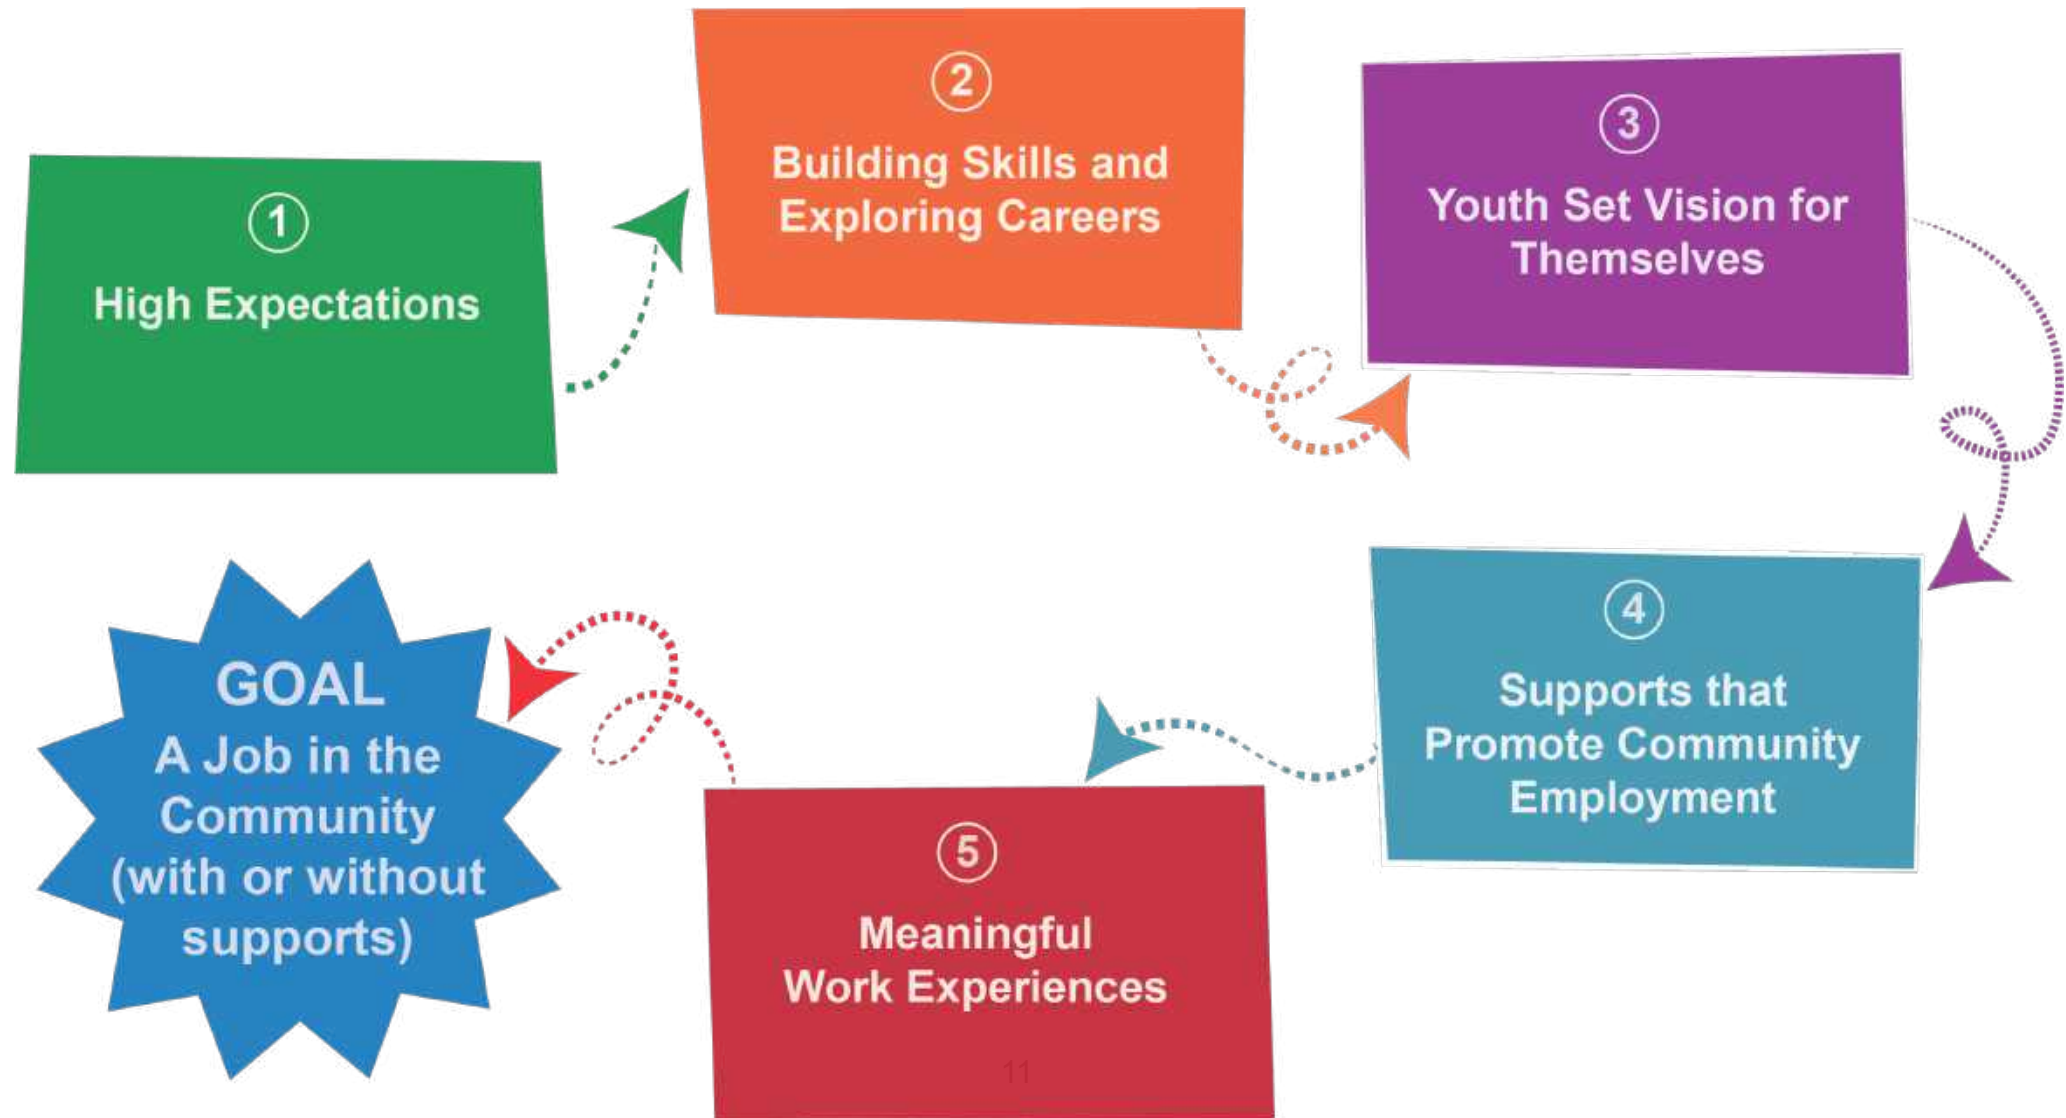 1
High Expectations
2
Building Skills and
Exploring Careers
3
Youth Set Vision for
Themselves
4
Supports that
Promote Community
Employment
5
Meaningful
Work Experiences
11
GOAL
A Job in the
Community
(with or without
supports)